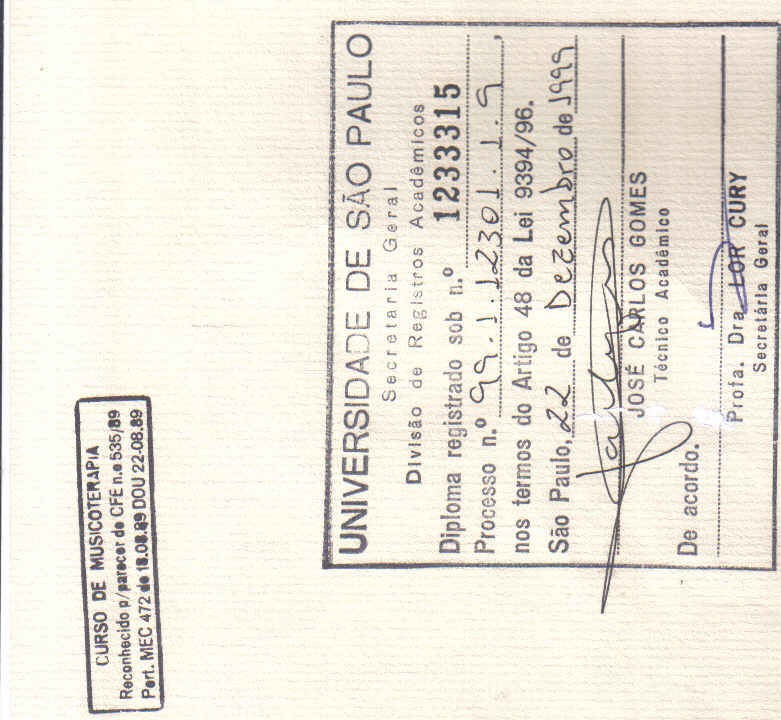 CURSO DE MUSICOTERAPIA
Reconhecido p/parecer do CFE n.o 535/89
Port. MEC 472 de 18.08.89 DOU 22-08.89
UNIVERSIDADE DE SÃO PAULO
Secretaria Geral
Divisão de Registros Acadêmicos
Diploma registrado sob n.º 1233315
Processo n.º 99.1.12301.1.9,
nos termos do Artigo 48 da Lei 9394/96.
São Paulo, 22 de Dezembro de 1999
JOSÉ CARLOS GOMES
Técnico Acadêmico
De acordo.
Profa. Dra. LOR CURY
Secretária Geral